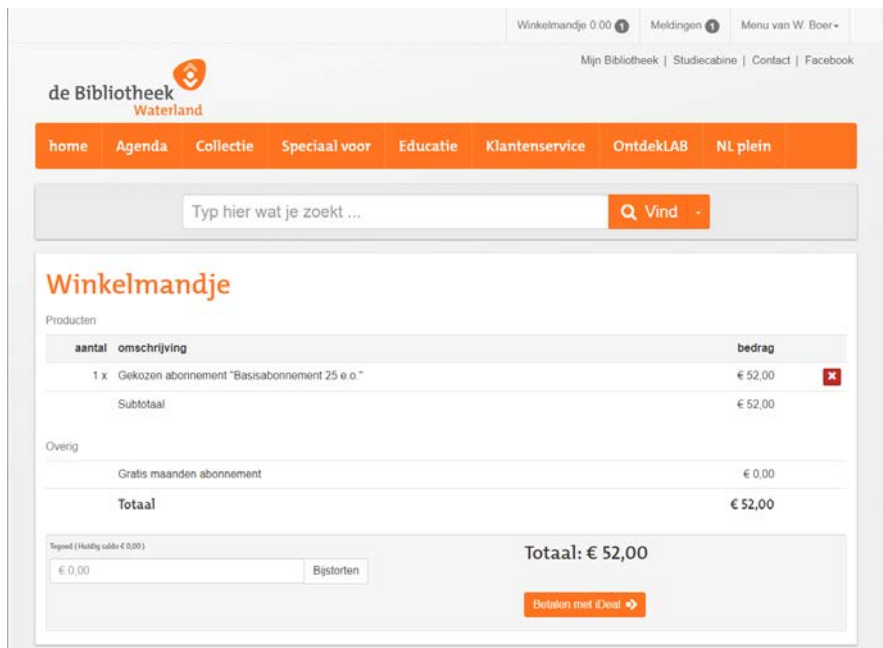 Winkelmandje 0.00 1 Meldingen 1 Menu van W. Boer
Mijn Bibliotheek | Studiecabine | Contact | Facebook
de Bibliotheek
Waterland
home Agenda Collectie Speciaal voor Educatie Klantenservice OntdekLAB NL plein
Typ hier wat je zoekt ... Vind
Winkelmandje
Producten
aantal omschrijving bedrag
1 x Gekozen abonnement "Basisabonnement 25 e.o." € 52,00
Subtotaal € 52,00
Overig
Gratis maanden abonnement € 0,00
Totaal € 52,00
Tegoed ( Huidig saldo € 0,00 )
Totaal: € 52,00
€ 0,00 Bijstorten
Betalen met iDeal